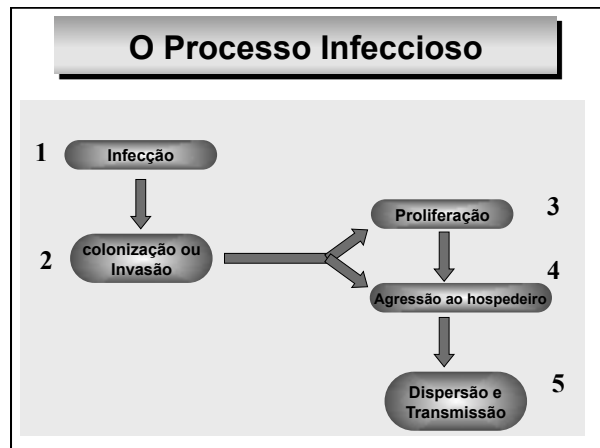 O Processo Infeccioso
1
Infecção
2
colonização ou
Invasão
3
Proliferação
4
Agressão ao hospedeiro
5
Dispersão e
Transmissão